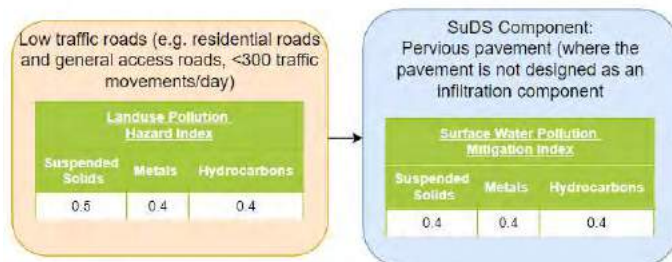 Low traffic roads (e.g. residential roads
and general access roads, <300 traffic
movements/day)
Landuse Pollution
Hazard Index
Suspended
Solids
Metals
Hydrocarbons
0.5
0.4
0.4
SuDS Component:
Pervious pavement (where the
pavement is not designed as an
infiltration component
Surface Water Pollution
Mitigation Index
Suspended
Solids
Metals
Hydrocarbons
0.4
0.4
0.4